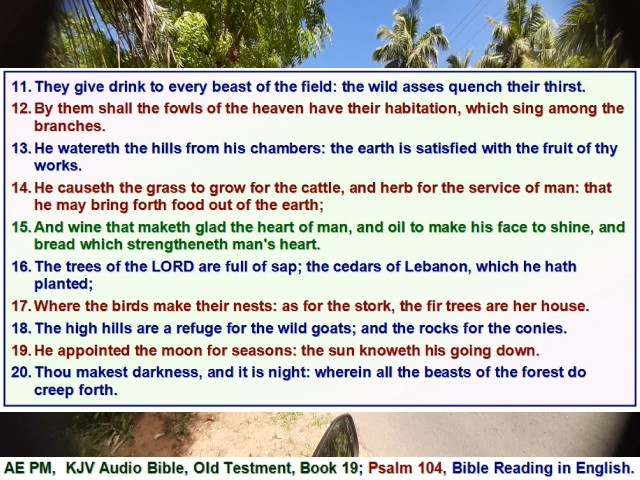 11. They give drink to every beast of the field: the wild asses quench their thirst.
12. By them shall the fowls of the heaven have their habitation, which sing among the
branches.
13. He watereth the hills from his chambers: the earth is satisfied with the fruit of thy
works.
14. He causeth the grass to grow for the cattle, and herb for the service of man: that
he may bring forth food out of the earth;
15. And wine that maketh glad the heart of man, and oil to make his face to shine, and
bread which strengtheneth man's heart.
16. The trees of the LORD are full of sap; the cedars of Lebanon, which he hath
planted;
17. Where the birds make their nests: as for the stork, the fir trees are her house.
18. The high hills are a refuge for the wild goats; and the rocks for the conies.
19. He appointed the moon for seasons: the sun knoweth his going down.
20. Thou makest darkness, and it is night: wherein all the beasts of the forest do
creep forth.
AE PM, KJV Audio Bible, Old Testment, Book 19; Psalm 104, Bible Reading in English.